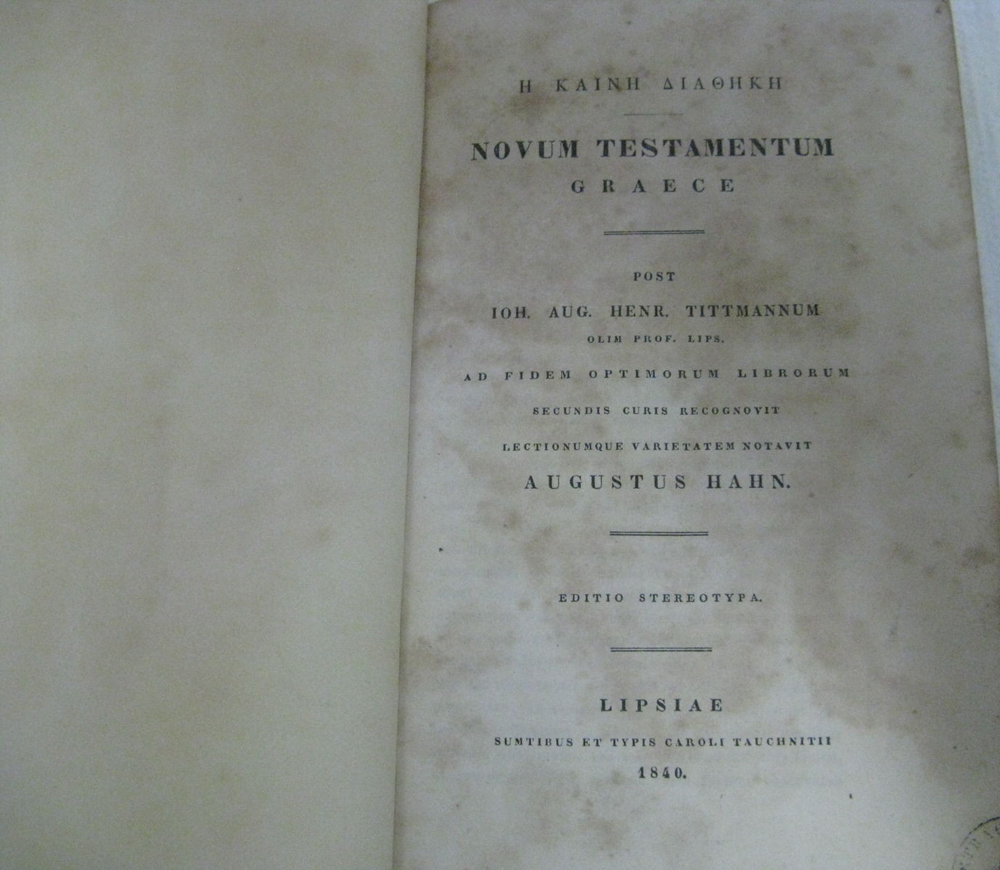 Η ΚΑΙΝΗ ΔΙΑΘΗΚΗ
NOVUM TESTAMENTUM
GRAECE
POST
IOH. AUG. HENR. TITTMANNUM
OLIM PROF. LIPS.
AD FIDEM OPTIMORUM LIBRORUM
SECUNDIS CURIS RECOGNOVIT
LECTIONUMQUE VARIETATEM NOTAVIT
AUGUSTUS HAHN.
EDITIO STEREOTYPA.
LIPSIAE
SUMTIBUS ET TYPIS CAROLI TAUCHNITII
1840.